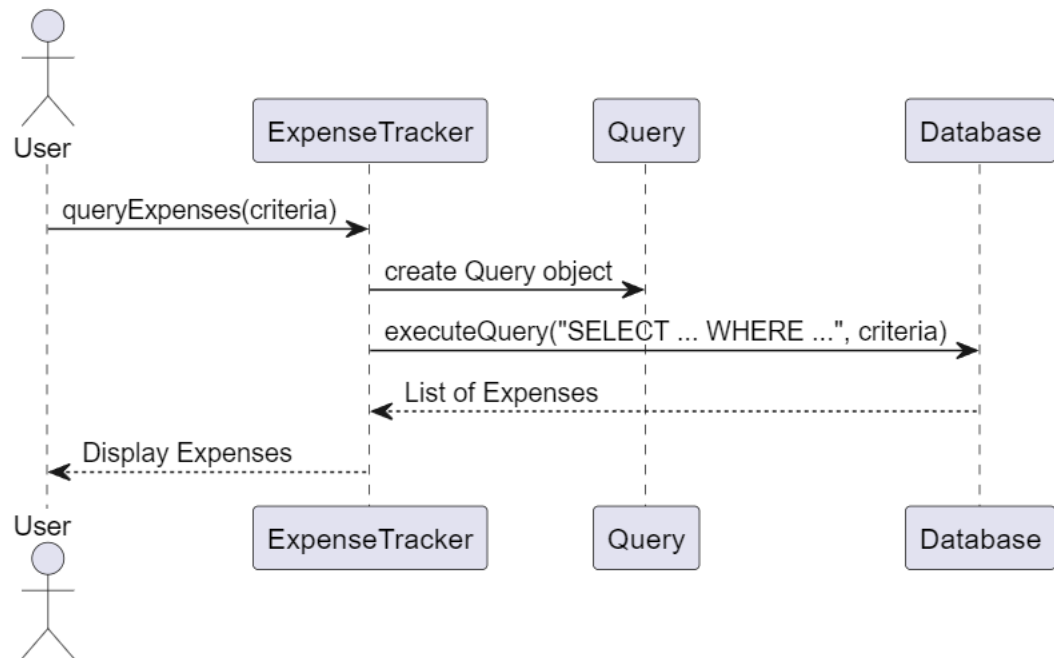 User
ExpenseTracker
Query
Database
queryExpenses(criteria)
create Query object
executeQuery("SELECT ... WHERE ...", criteria)
List of Expenses
Display Expenses
User
ExpenseTracker
Query
Database